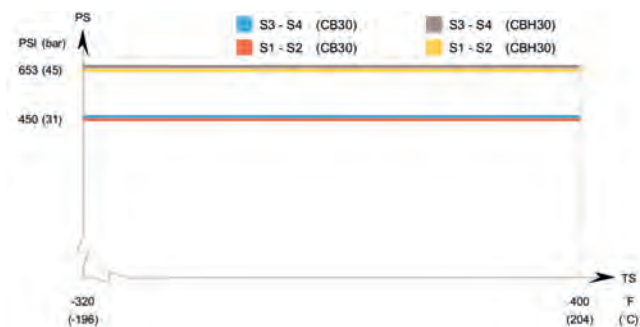 PS
PSI (bar)
S3 - S4 (CB30)
S3 - S4 (CBH30)
S1 - S2 (CB30)
S1 - S2 (CBH30)
653 (45)
450 (31)
TS
-320
400
°F
(-196)
(204)
(°C)